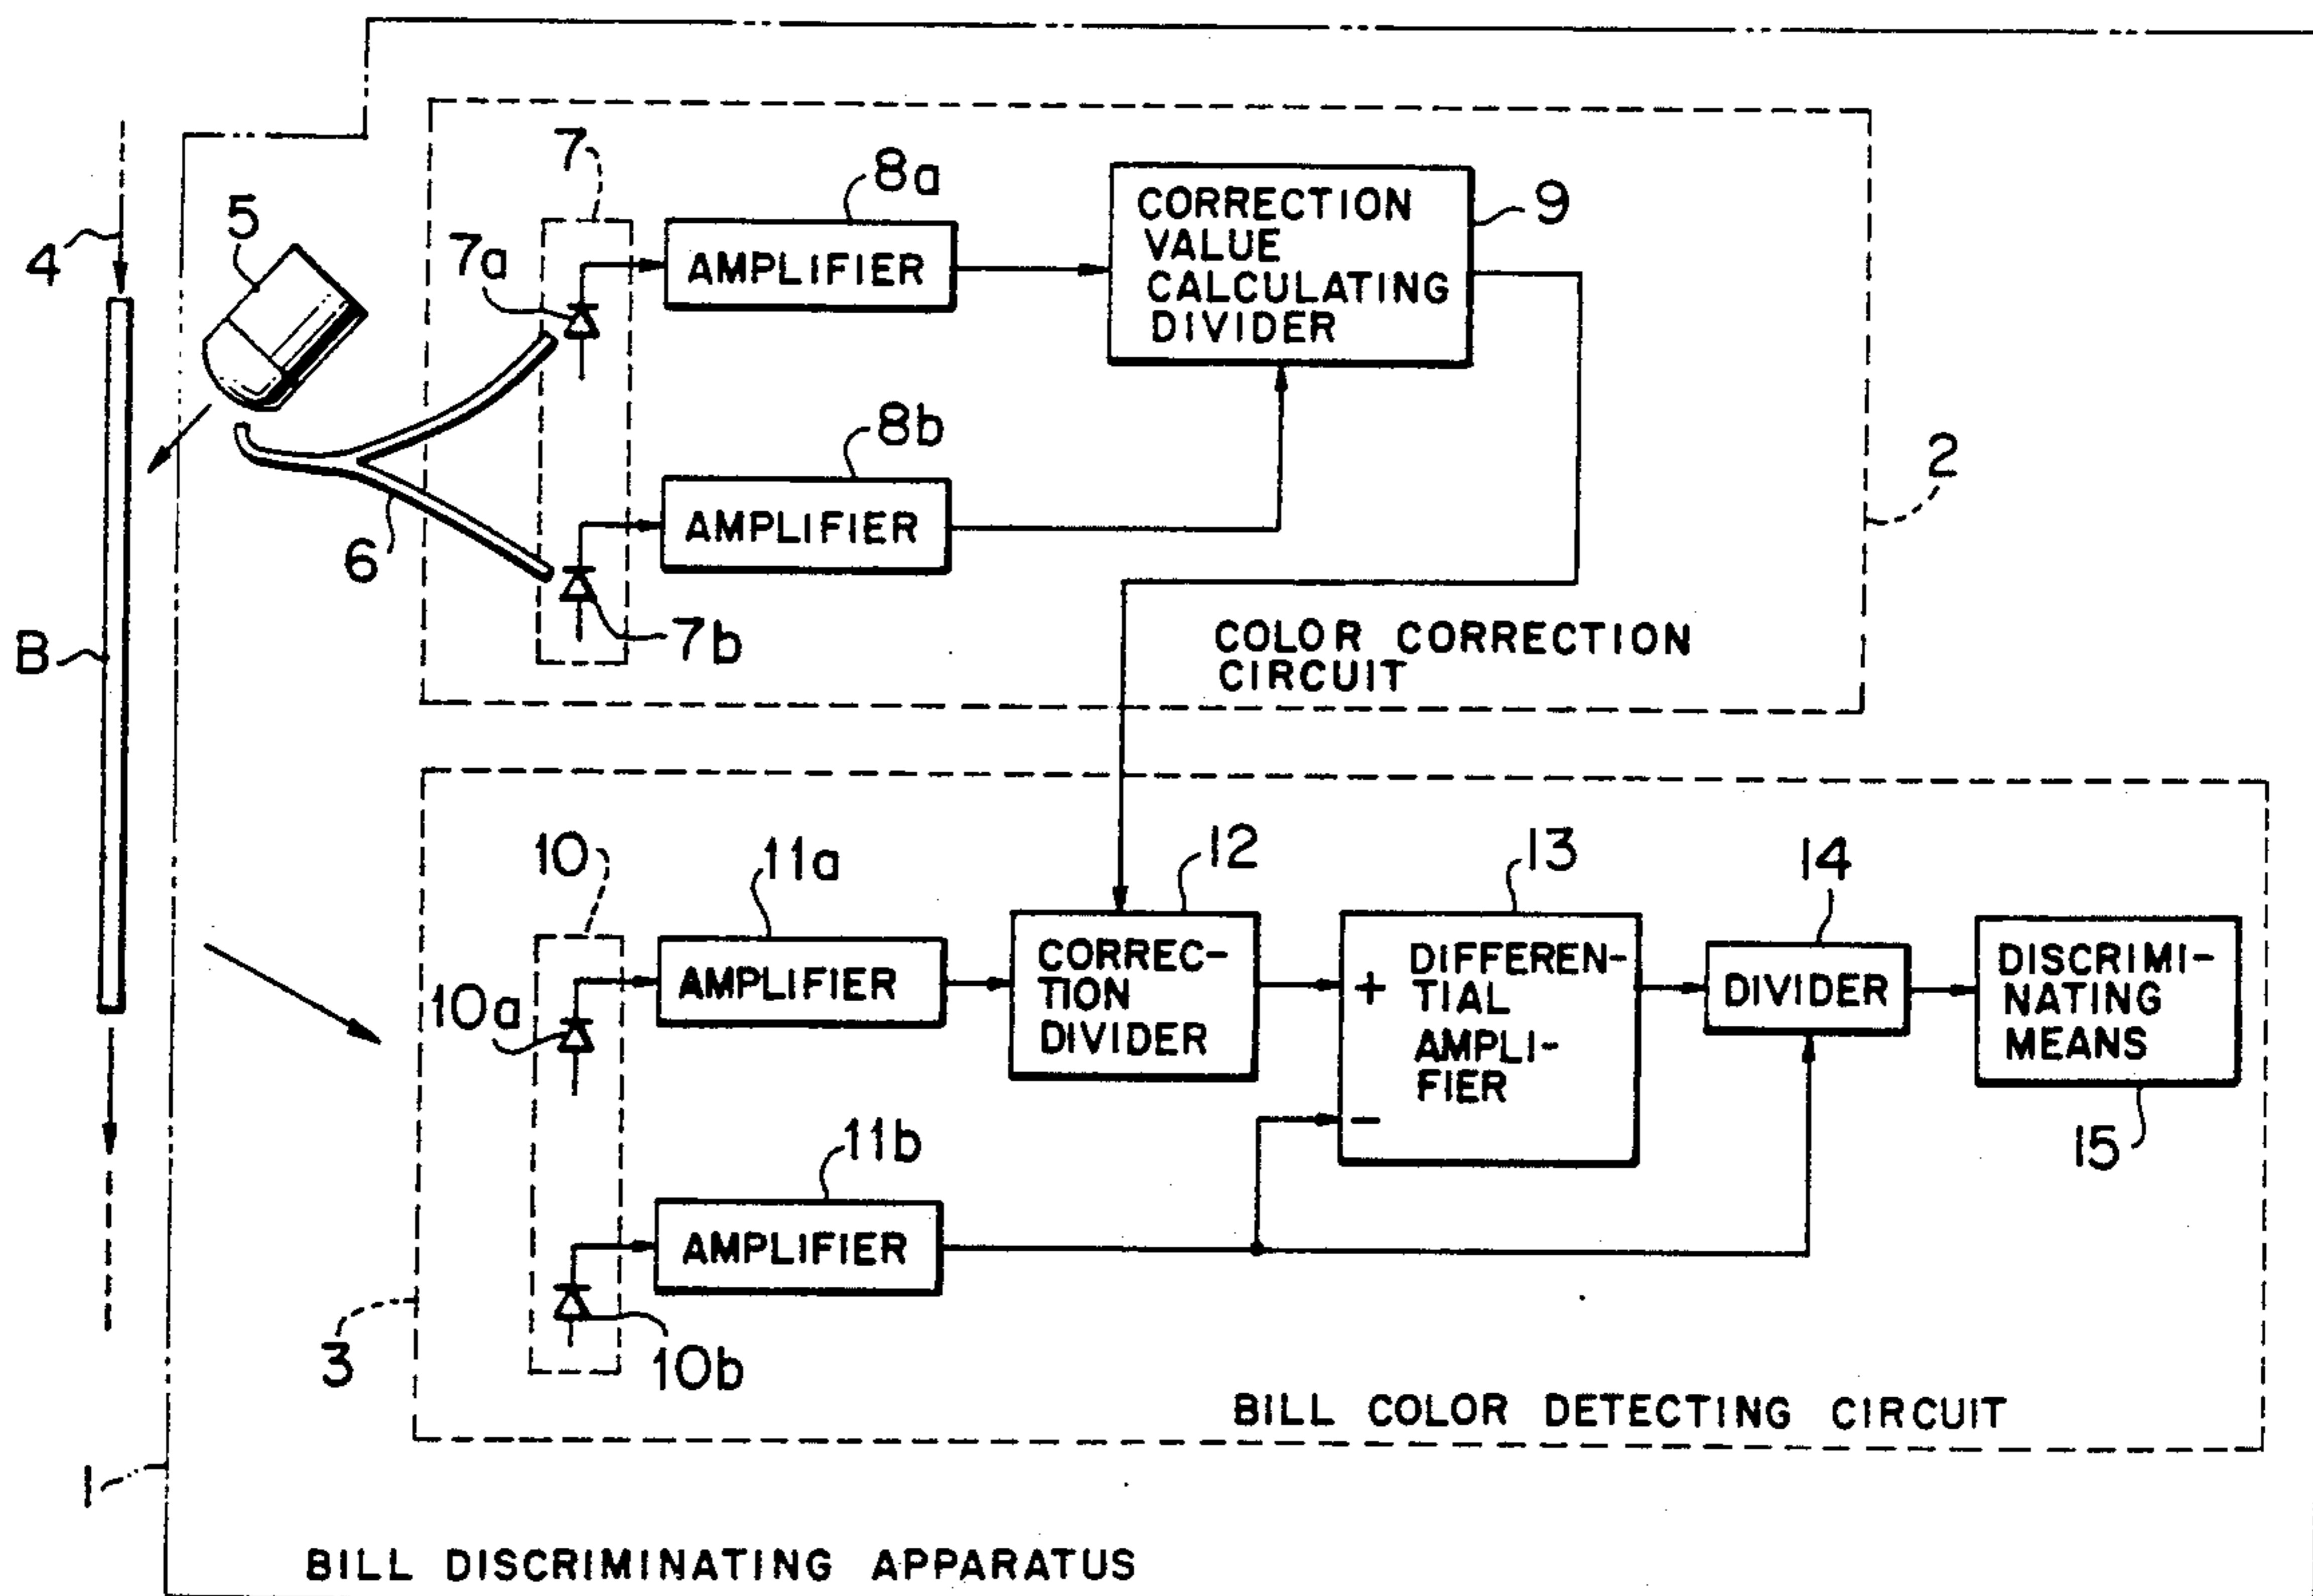 7
8a
CORRECTION
VALUE
CALCULATING
DIVIDER
9
5
4
7a
AMPLIFIER
8b
2
AMPLIFIER
6
B
7b
COLOR CORRECTION
CIRCUIT
10
11a
12
13
14
10a
AMPLIFIER
CORREC-
TION
DIVIDER
+
-
DIFFEREN-
TIAL
AMPLI-
FIER
DIVIDER
DISCRIMI-
NATING
MEANS
11b
15
AMPLIFIER
3
10b
BILL COLOR DETECTING CIRCUIT
1
BILL DISCRIMINATING APPARATUS